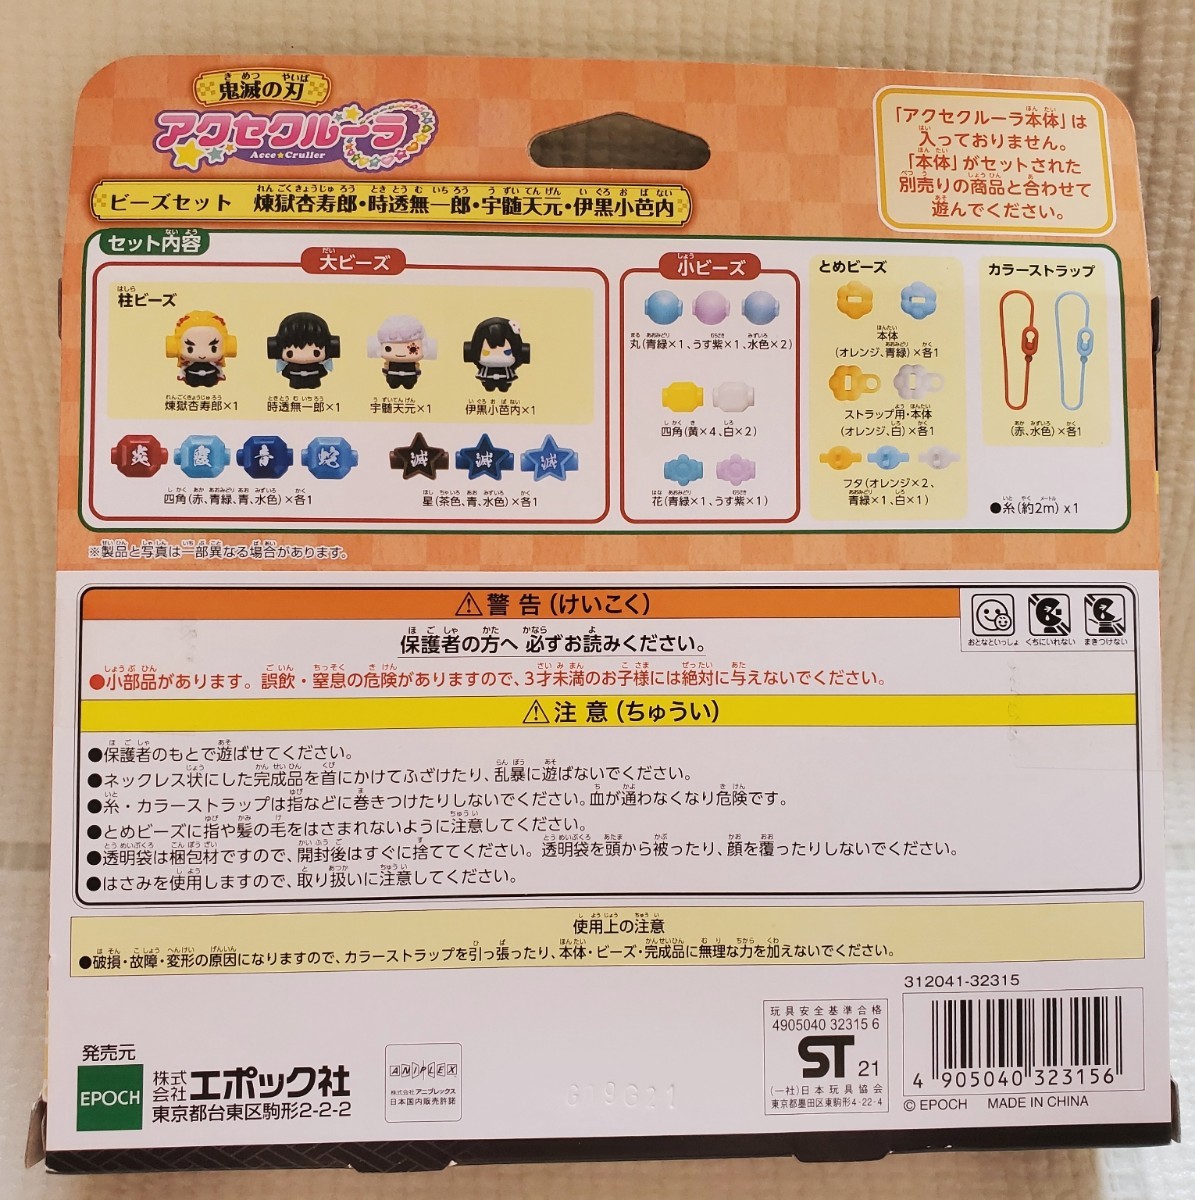 鬼滅の刃
アクセクルーラ
Acce★Cruller
ビーズセット 煉獄杏寿郎・時透無一郎・宇髄天元・伊黒小芭内
「アクセクルーラ本体」は
入っておりません。
「本体」がセットされた
別売りの商品と合わせて
遊んでください。
セット内容
大ビーズ
柱ビーズ
煉獄杏寿郎×1
時透無一郎×1
宇髄天元×1
伊黒小芭内×1
炎 霞 音 蛇
滅 滅 滅
四角(赤、青緑、青、水色)×各1
星(茶色、青、水色)×各1
小ビーズ
丸(青緑×1、うす紫×1、水色×2)
四角(黄×4、白×2)
花(青緑×1、うす紫×1)
とめビーズ
本体
(オレンジ、青緑)×各1
ストラップ用・本体
(オレンジ、白)×各1
フタ(オレンジ×2、
青緑×1、白×1)
カラーストラップ
(赤、水色)×各1
●糸(約2m)x1
※製品と写真は一部異なる場合があります。
⚠警告(けいこく)
おとなといっしょ くちにいれない まきつけない
保護者の方へ 必ずお読みください。
●小部品があります。誤飲・窒息の危険がありますので、3才未満のお子様には絶対に与えないでください。
⚠注意(ちゅうい)
●保護者のもとで遊ばせてください。
●ネックレス状にした完成品を首にかけてふざけたり、乱暴に遊ばないでください。
●糸・カラーストラップは指などに巻きつけたりしないでください。血が通わなくなり危険です。
●とめビーズに指や髪の毛をはさまれないように注意してください。
●透明袋は梱包材ですので、開封後はすぐに捨ててください。透明袋を頭から被ったり、顔を覆ったりしないでください。
●はさみを使用しますので、取り扱いに注意してください。
使用上の注意
●破損・故障・変形の原因になりますので、カラーストラップを引っ張ったり、本体・ビーズ・完成品に無理な力を加えないでください。
発売元
EPOCH
株式会社エポック社
東京都台東区駒形2-2-2
ANIPLEX
株式会社アニプレックス
日本国内販売許諾
G19G21
玩具安全基準合格
4905040 32315 6
ST 21
(一社)日本玩具協会
東京都墨田区東駒形4-22-4
312041-32315
4 905040 323156
© EPOCH MADE IN CHINA